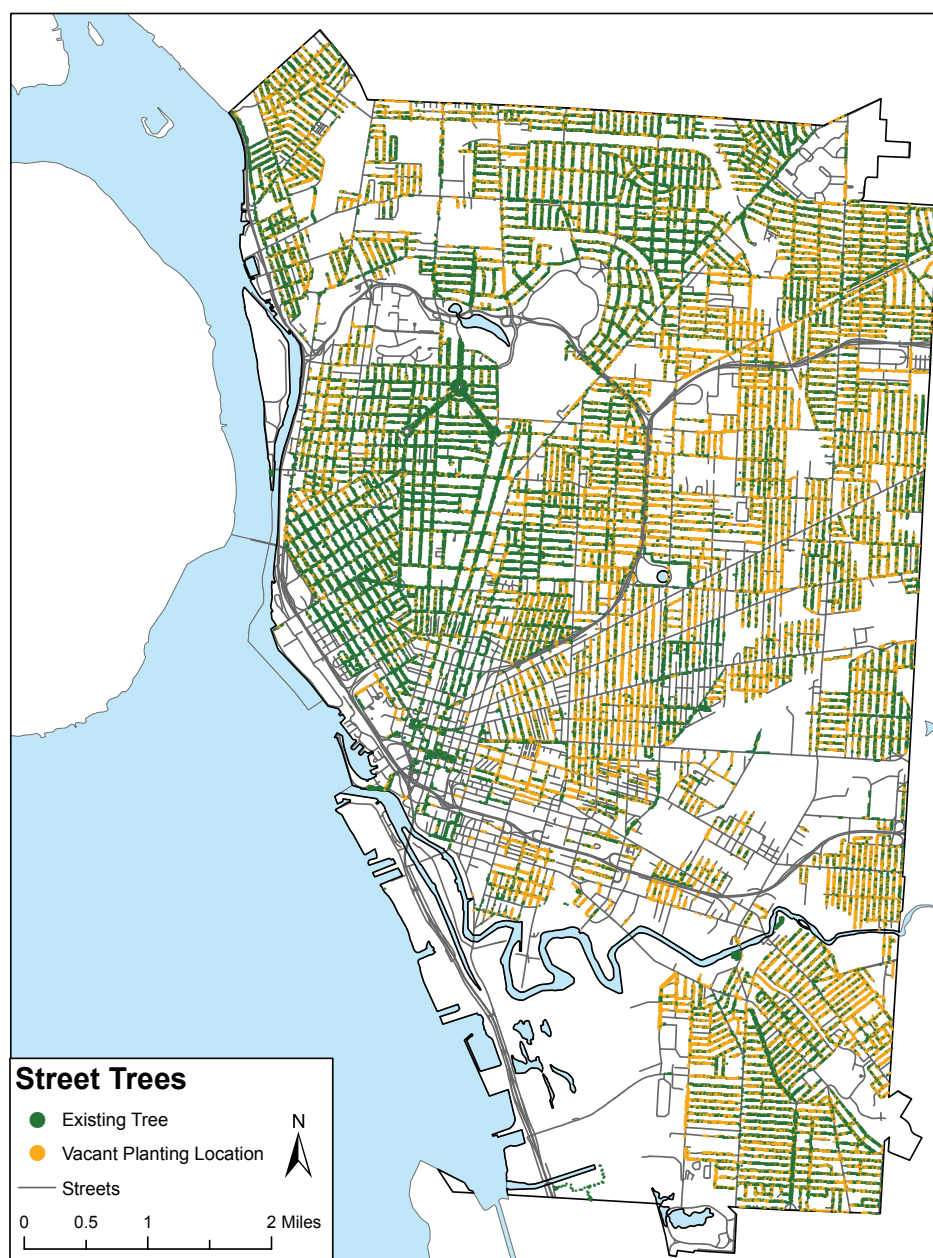 Street Trees
Existing Tree
N
Vacant Planting Location
Streets
0 0.5 1 2 Miles